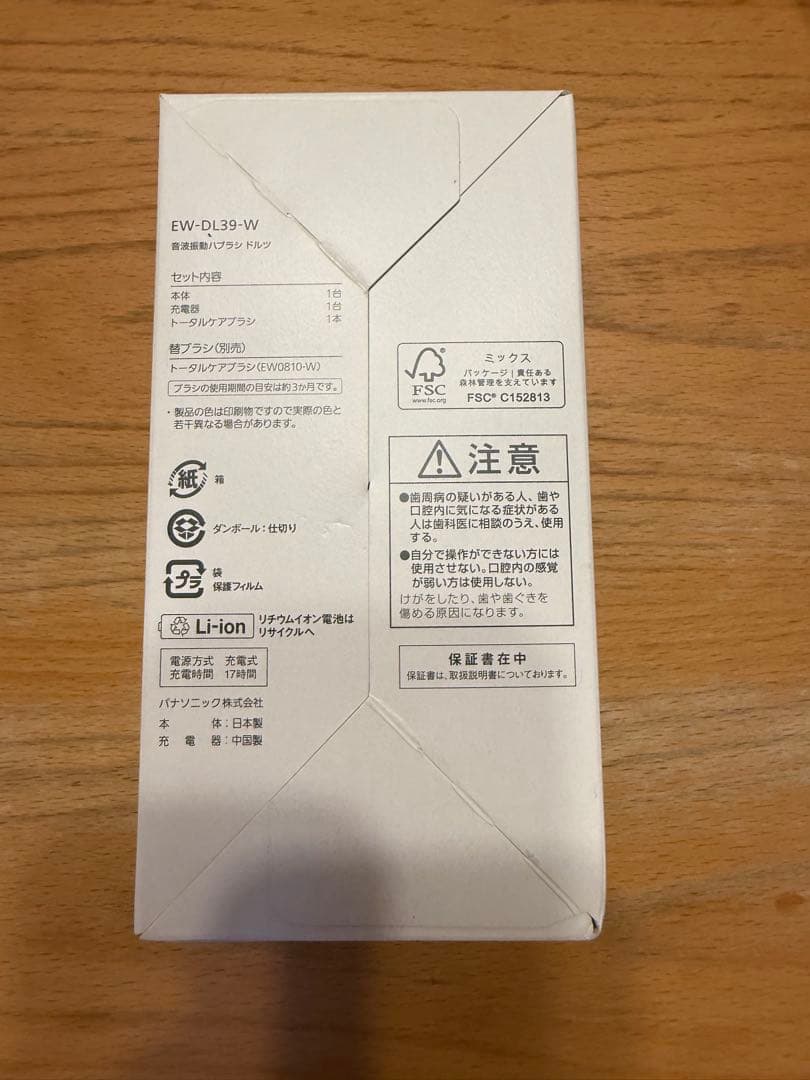 EW-DL39-W
音波振動ハブラシ ドルツ
セット内容
本体 1台
充電器 1台
トータルケアブラシ 1本
替ブラシ(別売)
トータルケアブラシ(EW0810-W)
ブラシの使用期間の目安は約3か月です。
・製品の色は印刷物ですので実際の色と
若干異なる場合があります。
紙 箱
ダンボール:仕切り
プラ 袋
保護フィルム
Li-ion リチウムイオン電池は
リサイクルへ
電源方式 充電式
充電時間 17時間
パナソニック株式会社
本体:日本製
充電器:中国製
FSC
www.fsc.org
ミックス
パッケージ|責任ある
森林管理を支えています
FSC® C152813
注意
●歯周病の疑いがある人、歯や
口腔内に気になる症状がある
人は歯科医に相談のうえ、使用
する。
●自分で操作ができない方には
使用させない。口腔内の感覚
が弱い方は使用しない。
けがをしたり、歯や歯ぐきを
傷める原因になります。
保証書在中
保証書は、取扱説明書についております。